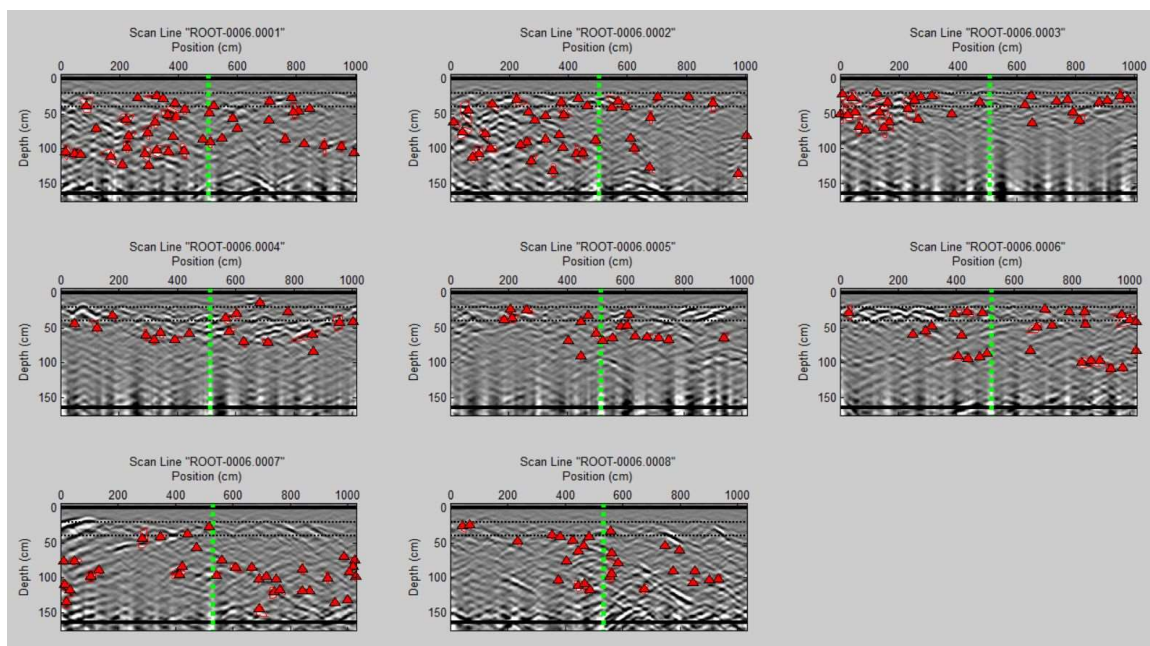 Scan Line "ROOT-0006.0001"
Position (cm)
0 200 400 600 800 1000
Depth (cm)
0
50
100
150
Scan Line "ROOT-0006.0002"
Position (cm)
0 200 400 600 800 1000
Depth (cm)
0
50
100
150
Scan Line "ROOT-0006.0003"
Position (cm)
0 200 400 600 800 1000
Depth (cm)
0
50
100
150
Scan Line "ROOT-0006.0004"
Position (cm)
0 200 400 600 800 1000
Depth (cm)
0
50
100
150
Scan Line "ROOT-0006.0005"
Position (cm)
0 200 400 600 800 1000
Depth (cm)
0
50
100
150
Scan Line "ROOT-0006.0006"
Position (cm)
0 200 400 600 800 1000
Depth (cm)
0
50
100
150
Scan Line "ROOT-0006.0007"
Position (cm)
0 200 400 600 800 1000
Depth (cm)
0
50
100
150
Scan Line "ROOT-0006.0008"
Position (cm)
0 200 400 600 800 1000
Depth (cm)
0
50
100
150